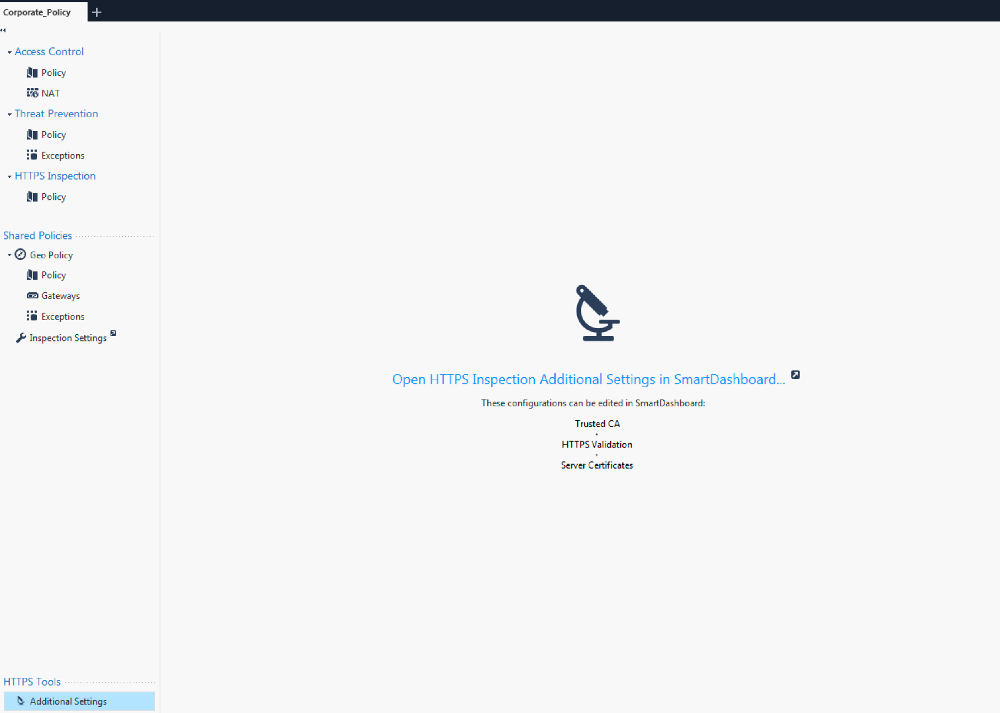 Corporate_Policy
Access Control
Policy
NAT
Threat Prevention
Policy
Exceptions
HTTPS Inspection
Policy
Shared Policies
Geo Policy
Policy
Gateways
Exceptions
Inspection Settings
HTTPS Tools
Additional Settings
Open HTTPS Inspection Additional Settings in SmartDashboard...
These configurations can be edited in SmartDashboard:
Trusted CA
•
HTTPS Validation
•
Server Certificates